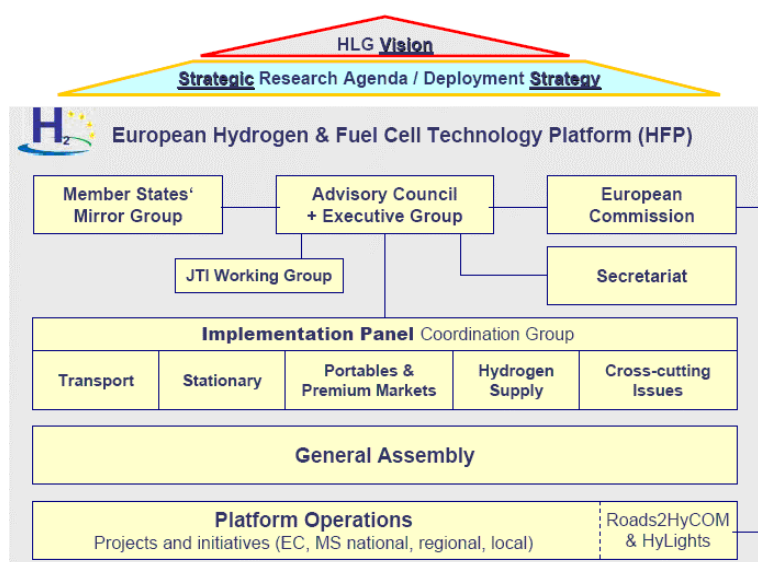 HLG Vision
Strategic Research Agenda / Deployment Strategy
H2
European Hydrogen & Fuel Cell Technology Platform (HFP)
Member States‘
Mirror Group
Advisory Council
+ Executive Group
European
Commission
JTI Working Group
Secretariat
Implementation Panel Coordination Group
Transport
Stationary
Portables &
Premium Markets
Hydrogen
Supply
Cross-cutting
Issues
General Assembly
Platform Operations
Projects and initiatives (EC, MS national, regional, local)
Roads2HyCOM
& HyLights